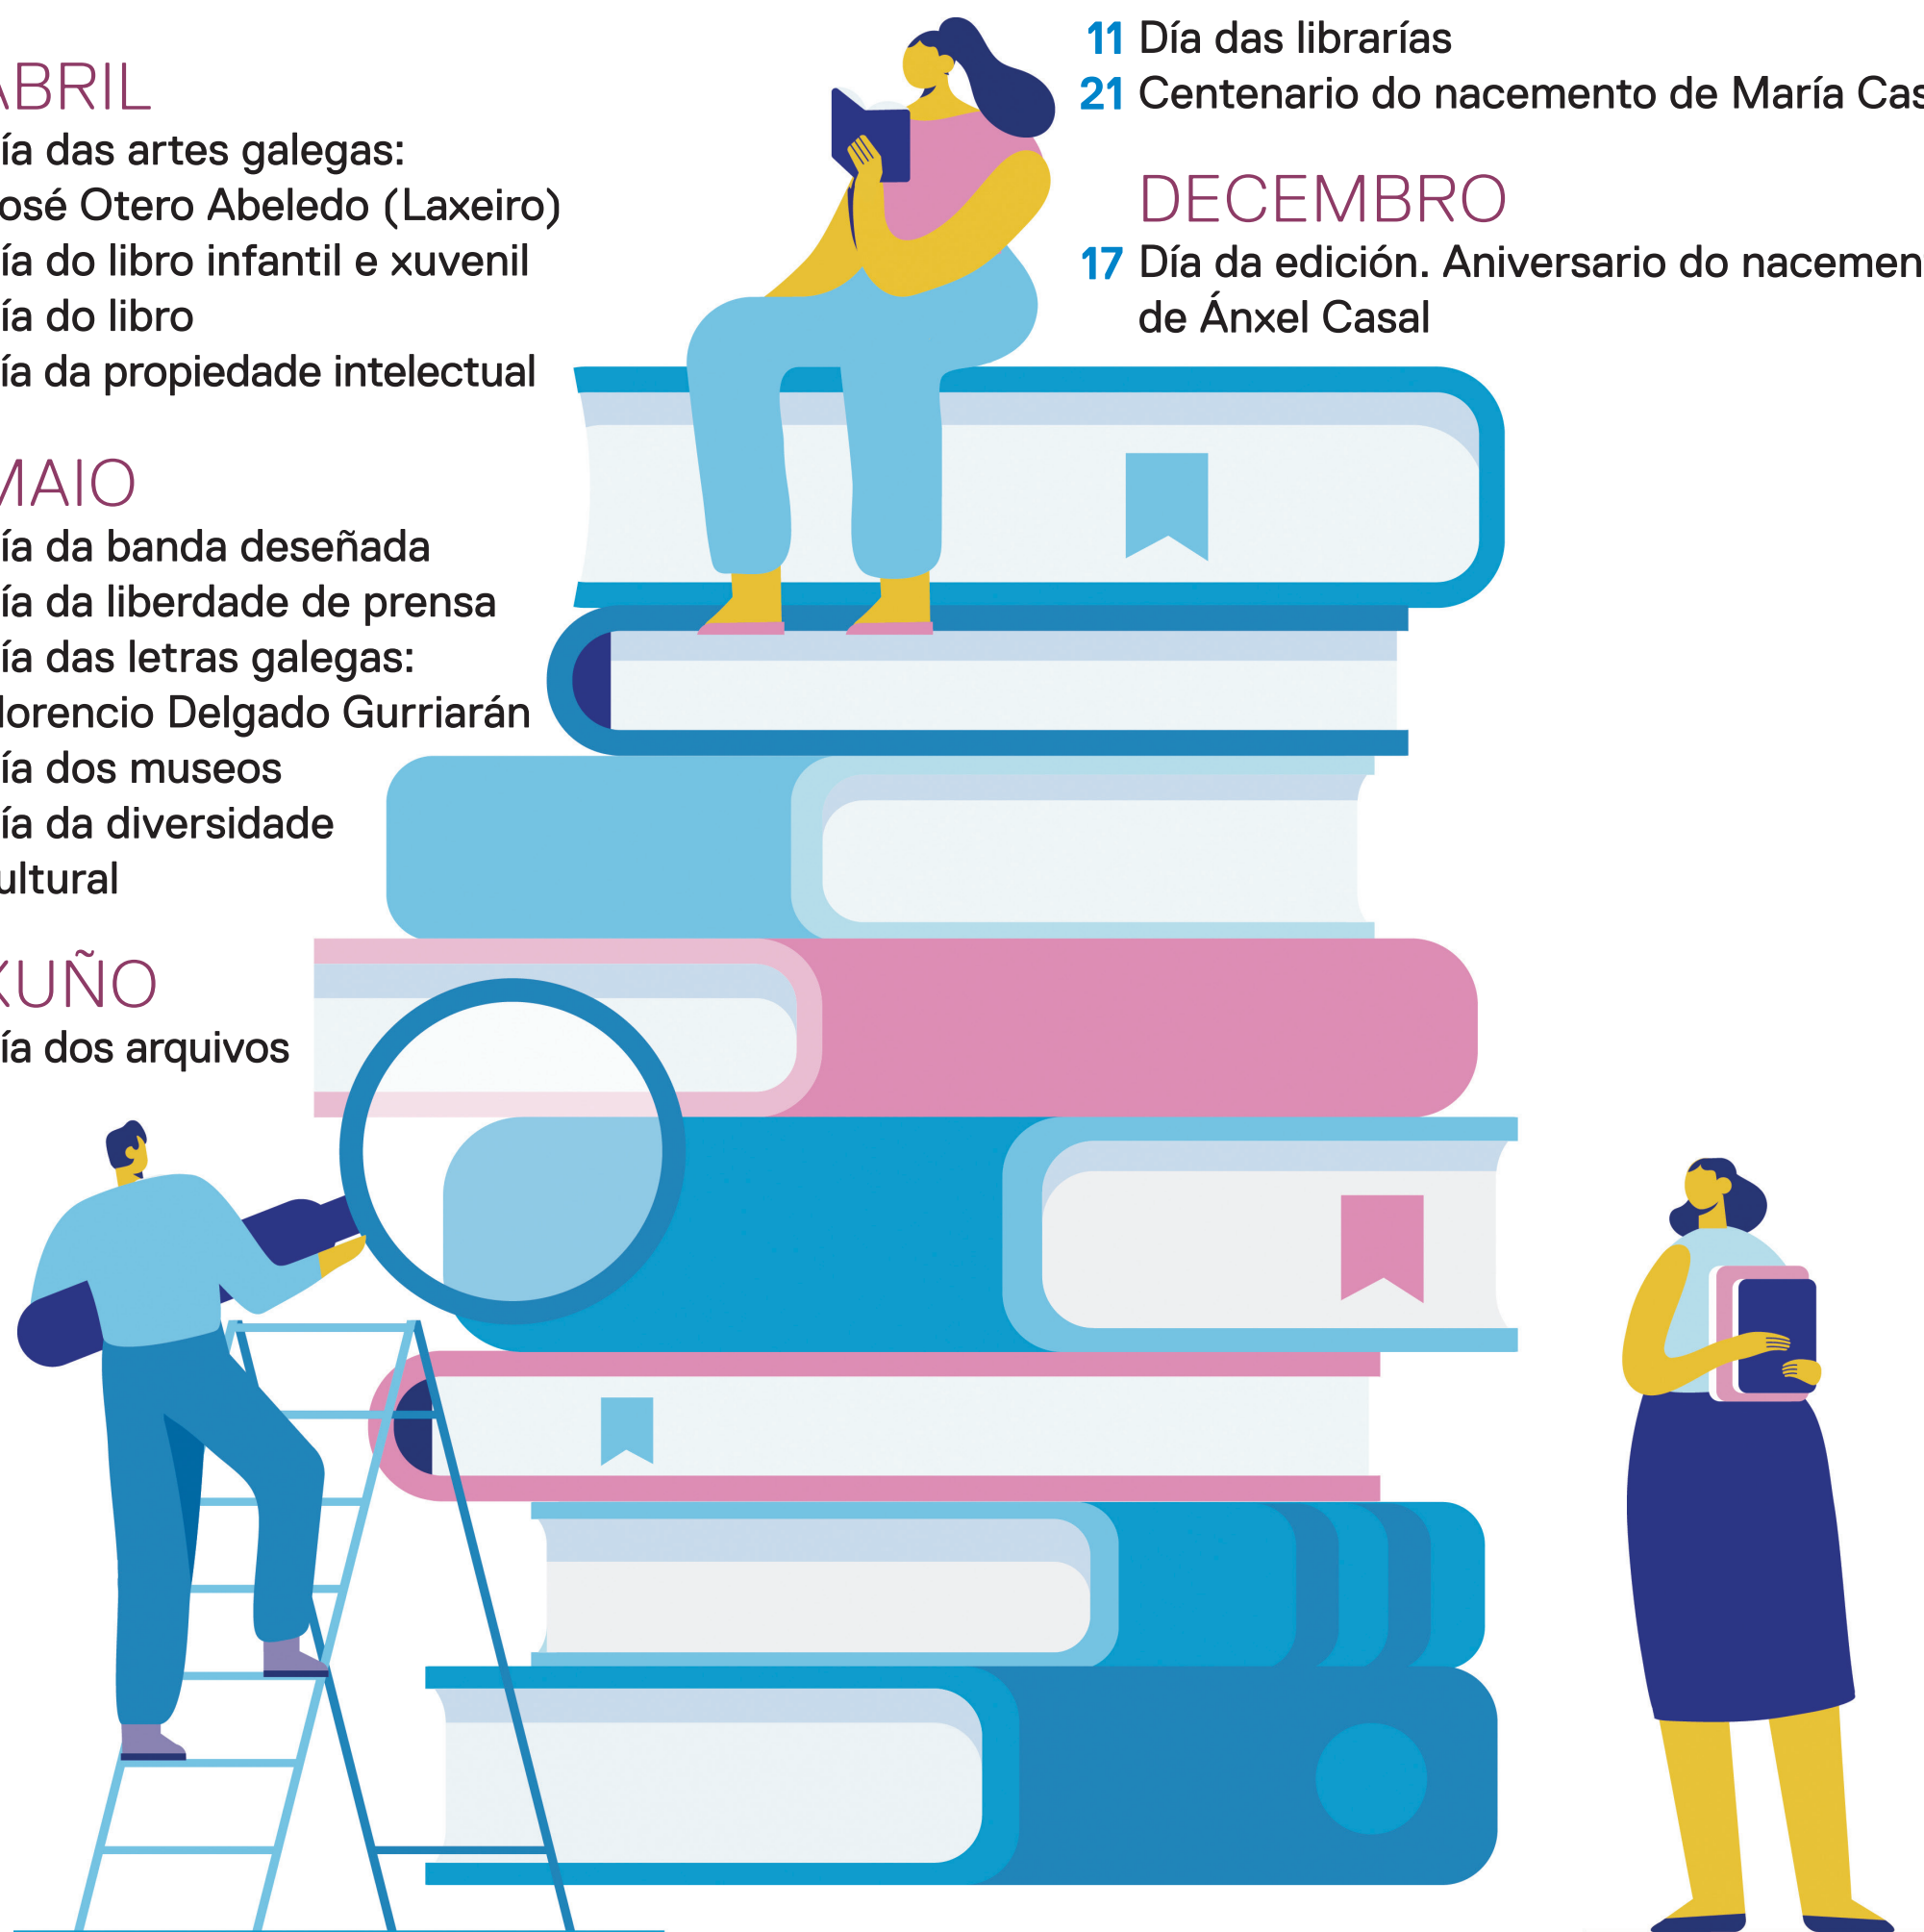 ABRIL
ía das artes galegas:
osé Otero Abeledo (Laxeiro)
ía do libro infantil e xuvenil
ía do libro
ía da propiedade intelectual
MAIO
ía da banda deseñada
ía da liberdade de prensa
ía das letras galegas:
lorencio Delgado Gurriarán
ía dos museos
ía da diversidade
ultural
XUÑO
ía dos arquivos
11 Día das librarías
21 Centenario do nacemento de María Cas
DECEMBRO
17 Día da edición. Aniversario do nacemen
de Ánxel Casal